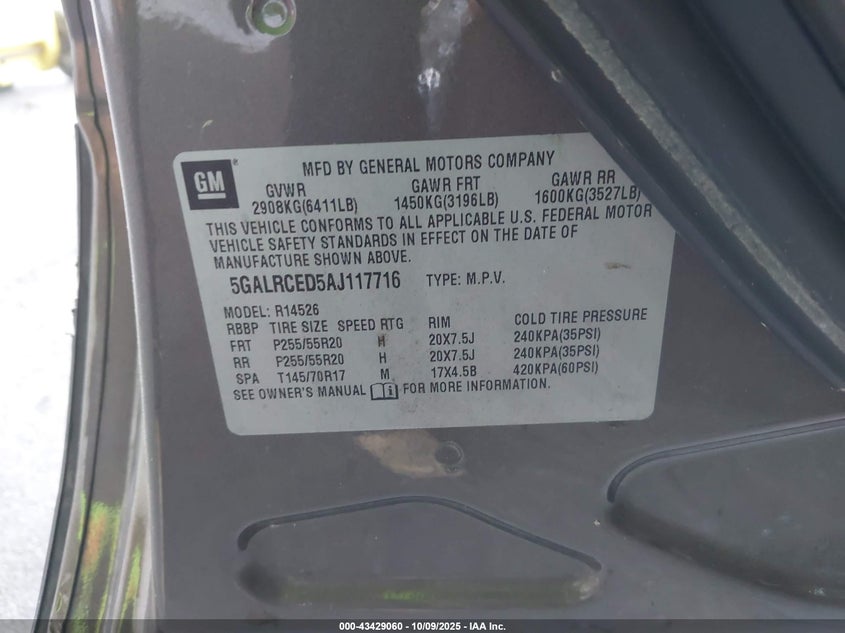 GM
MFD BY GENERAL MOTORS COMPANY
GVWR GAWR FRT GAWR RR
2908KG(6411LB) 1450KG(3196LB) 1600KG(3527LB)
THIS VEHICLE CONFORMS TO ALL APPLICABLE U.S. FEDERAL MOTOR
VEHICLE SAFETY STANDARDS IN EFFECT ON THE DATE OF
MANUFACTURE SHOWN ABOVE.
5GALRCED5AJ117716 TYPE: M.P.V.
MODEL: R14526
RBBP TIRE SIZE SPEED RTG RIM COLD TIRE PRESSURE
FRT P255/55R20 H 20X7.5J 240KPA(35PSI)
RR P255/55R20 H 20X7.5J 240KPA(35PSI)
SPA T145/70R17 M 17X4.5B 420KPA(60PSI)
SEE OWNER'S MANUAL FOR MORE INFORMATION.
000-43429060 - 10/09/2025 - IAA Inc.